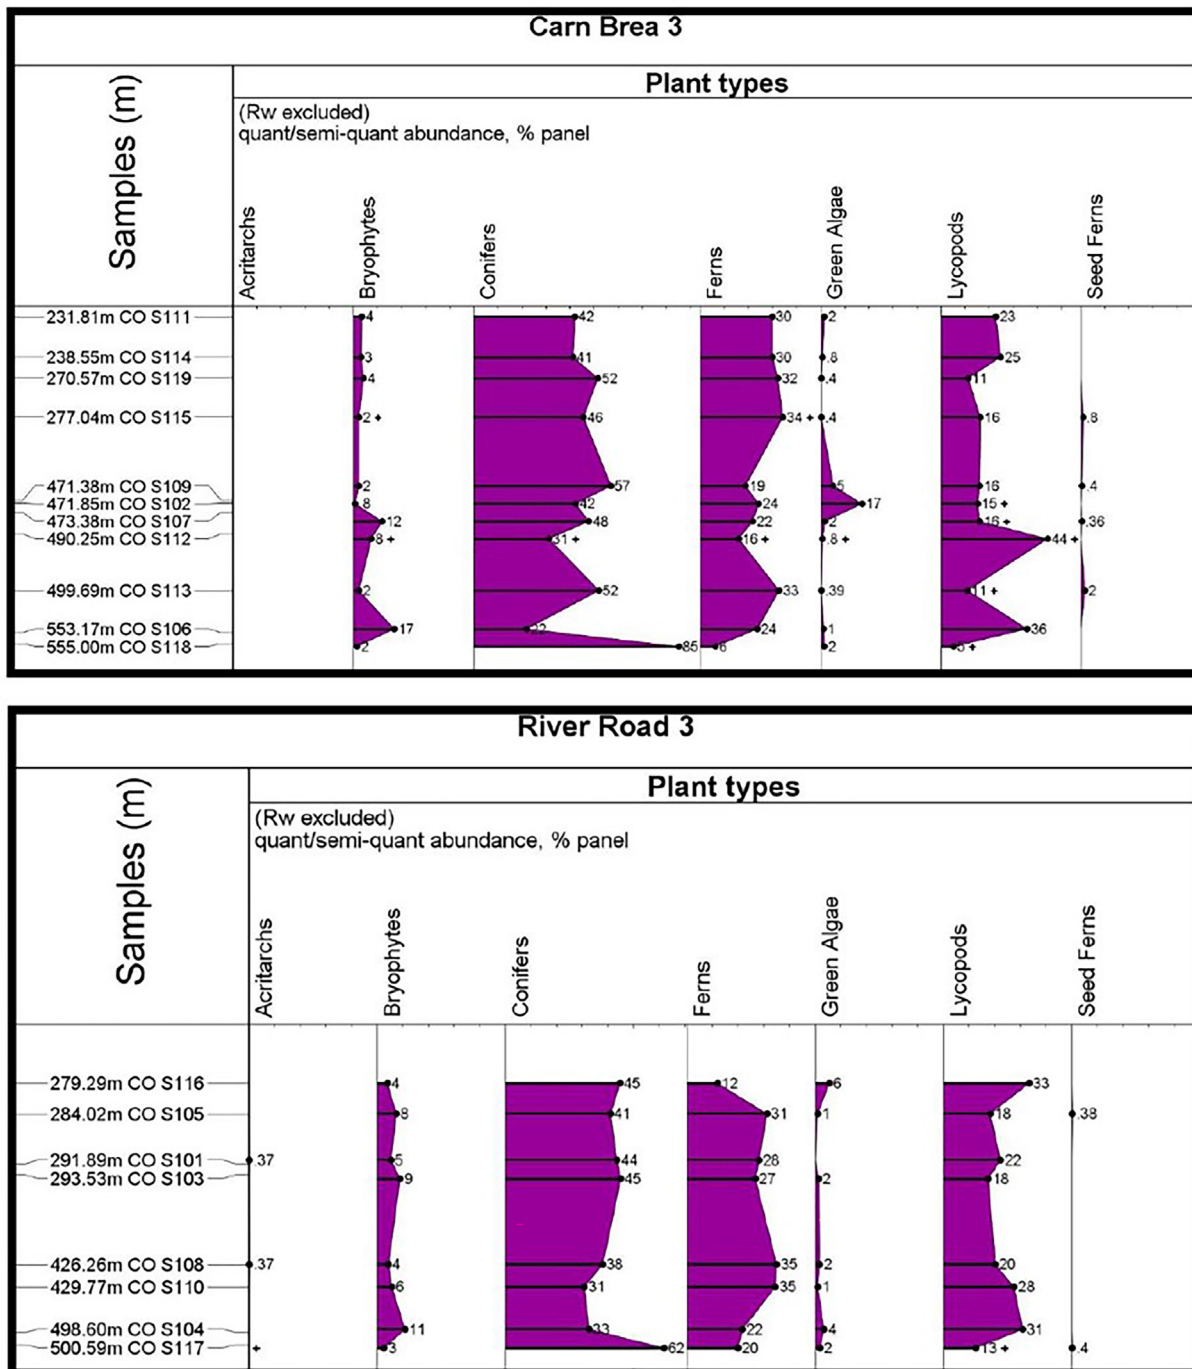 Carn Brea 3
Samples (m)
Plant types
(Rw excluded)
quant/semi-quant abundance, % panel
Acritarchs
Bryophytes
Conifers
Ferns
Green Algae
Lycopods
Seed Ferns
231.81m CO S111 4 42 30 2 23
238.55m CO S114 3 41 30 .8 25
270.57m CO S119 4 52 32 .4 11
277.04m CO S115 2 + 46 34 + .4 16 .8
471.38m CO S109 2 57 19 5 16 .4
471.85m CO S102 .8 42 24 17 15 +
473.38m CO S107 12 48 22 2 16 + .36
490.25m CO S112 8 + 31 + 16 + .8 + 44 +
499.69m CO S113 2 52 33 .39 11 + 2
553.17m CO S106 17 22 24 1 36
555.00m CO S118 2 85 6 2 5 +
River Road 3
Samples (m)
Plant types
(Rw excluded)
quant/semi-quant abundance, % panel
Acritarchs
Bryophytes
Conifers
Ferns
Green Algae
Lycopods
Seed Ferns
279.29m CO S116 4 45 12 6 33
284.02m CO S105 8 41 31 1 18 .38
291.89m CO S101 .37 5 44 28 22
293.53m CO S103 9 45 27 2 18
426.26m CO S108 .37 4 38 35 2 20
429.77m CO S110 6 31 35 1 28
498.60m CO S104 11 33 22 4 31
500.59m CO S117 + 3 62 20 2 13 + .4